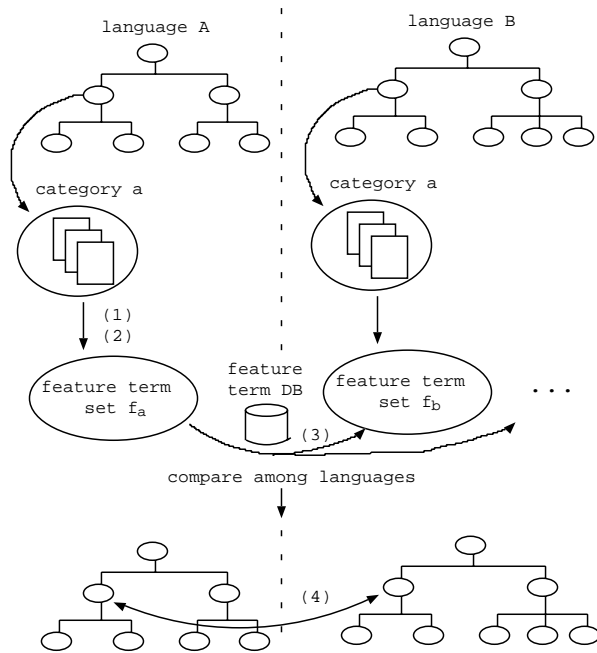 language A
language B
category a
category a
(1)
(2)
feature
term DB
feature term
set fa
feature term
set fb
. . .
(3)
compare among languages
(4)